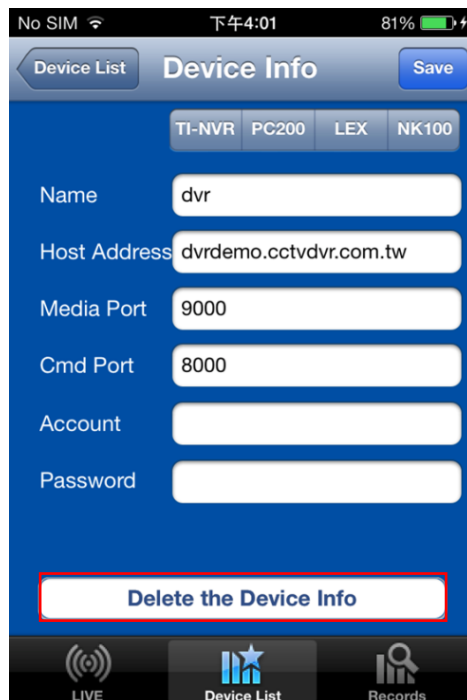 No SIM 下午4:01 81%
Device List Device Info Save
TI-NVR PC200 LEX NK100
Name dvr
Host Address dvrdemo.cctvdvr.com.tw
Media Port 9000
Cmd Port 8000
Account
Password
Delete the Device Info
LIVE Device List Records